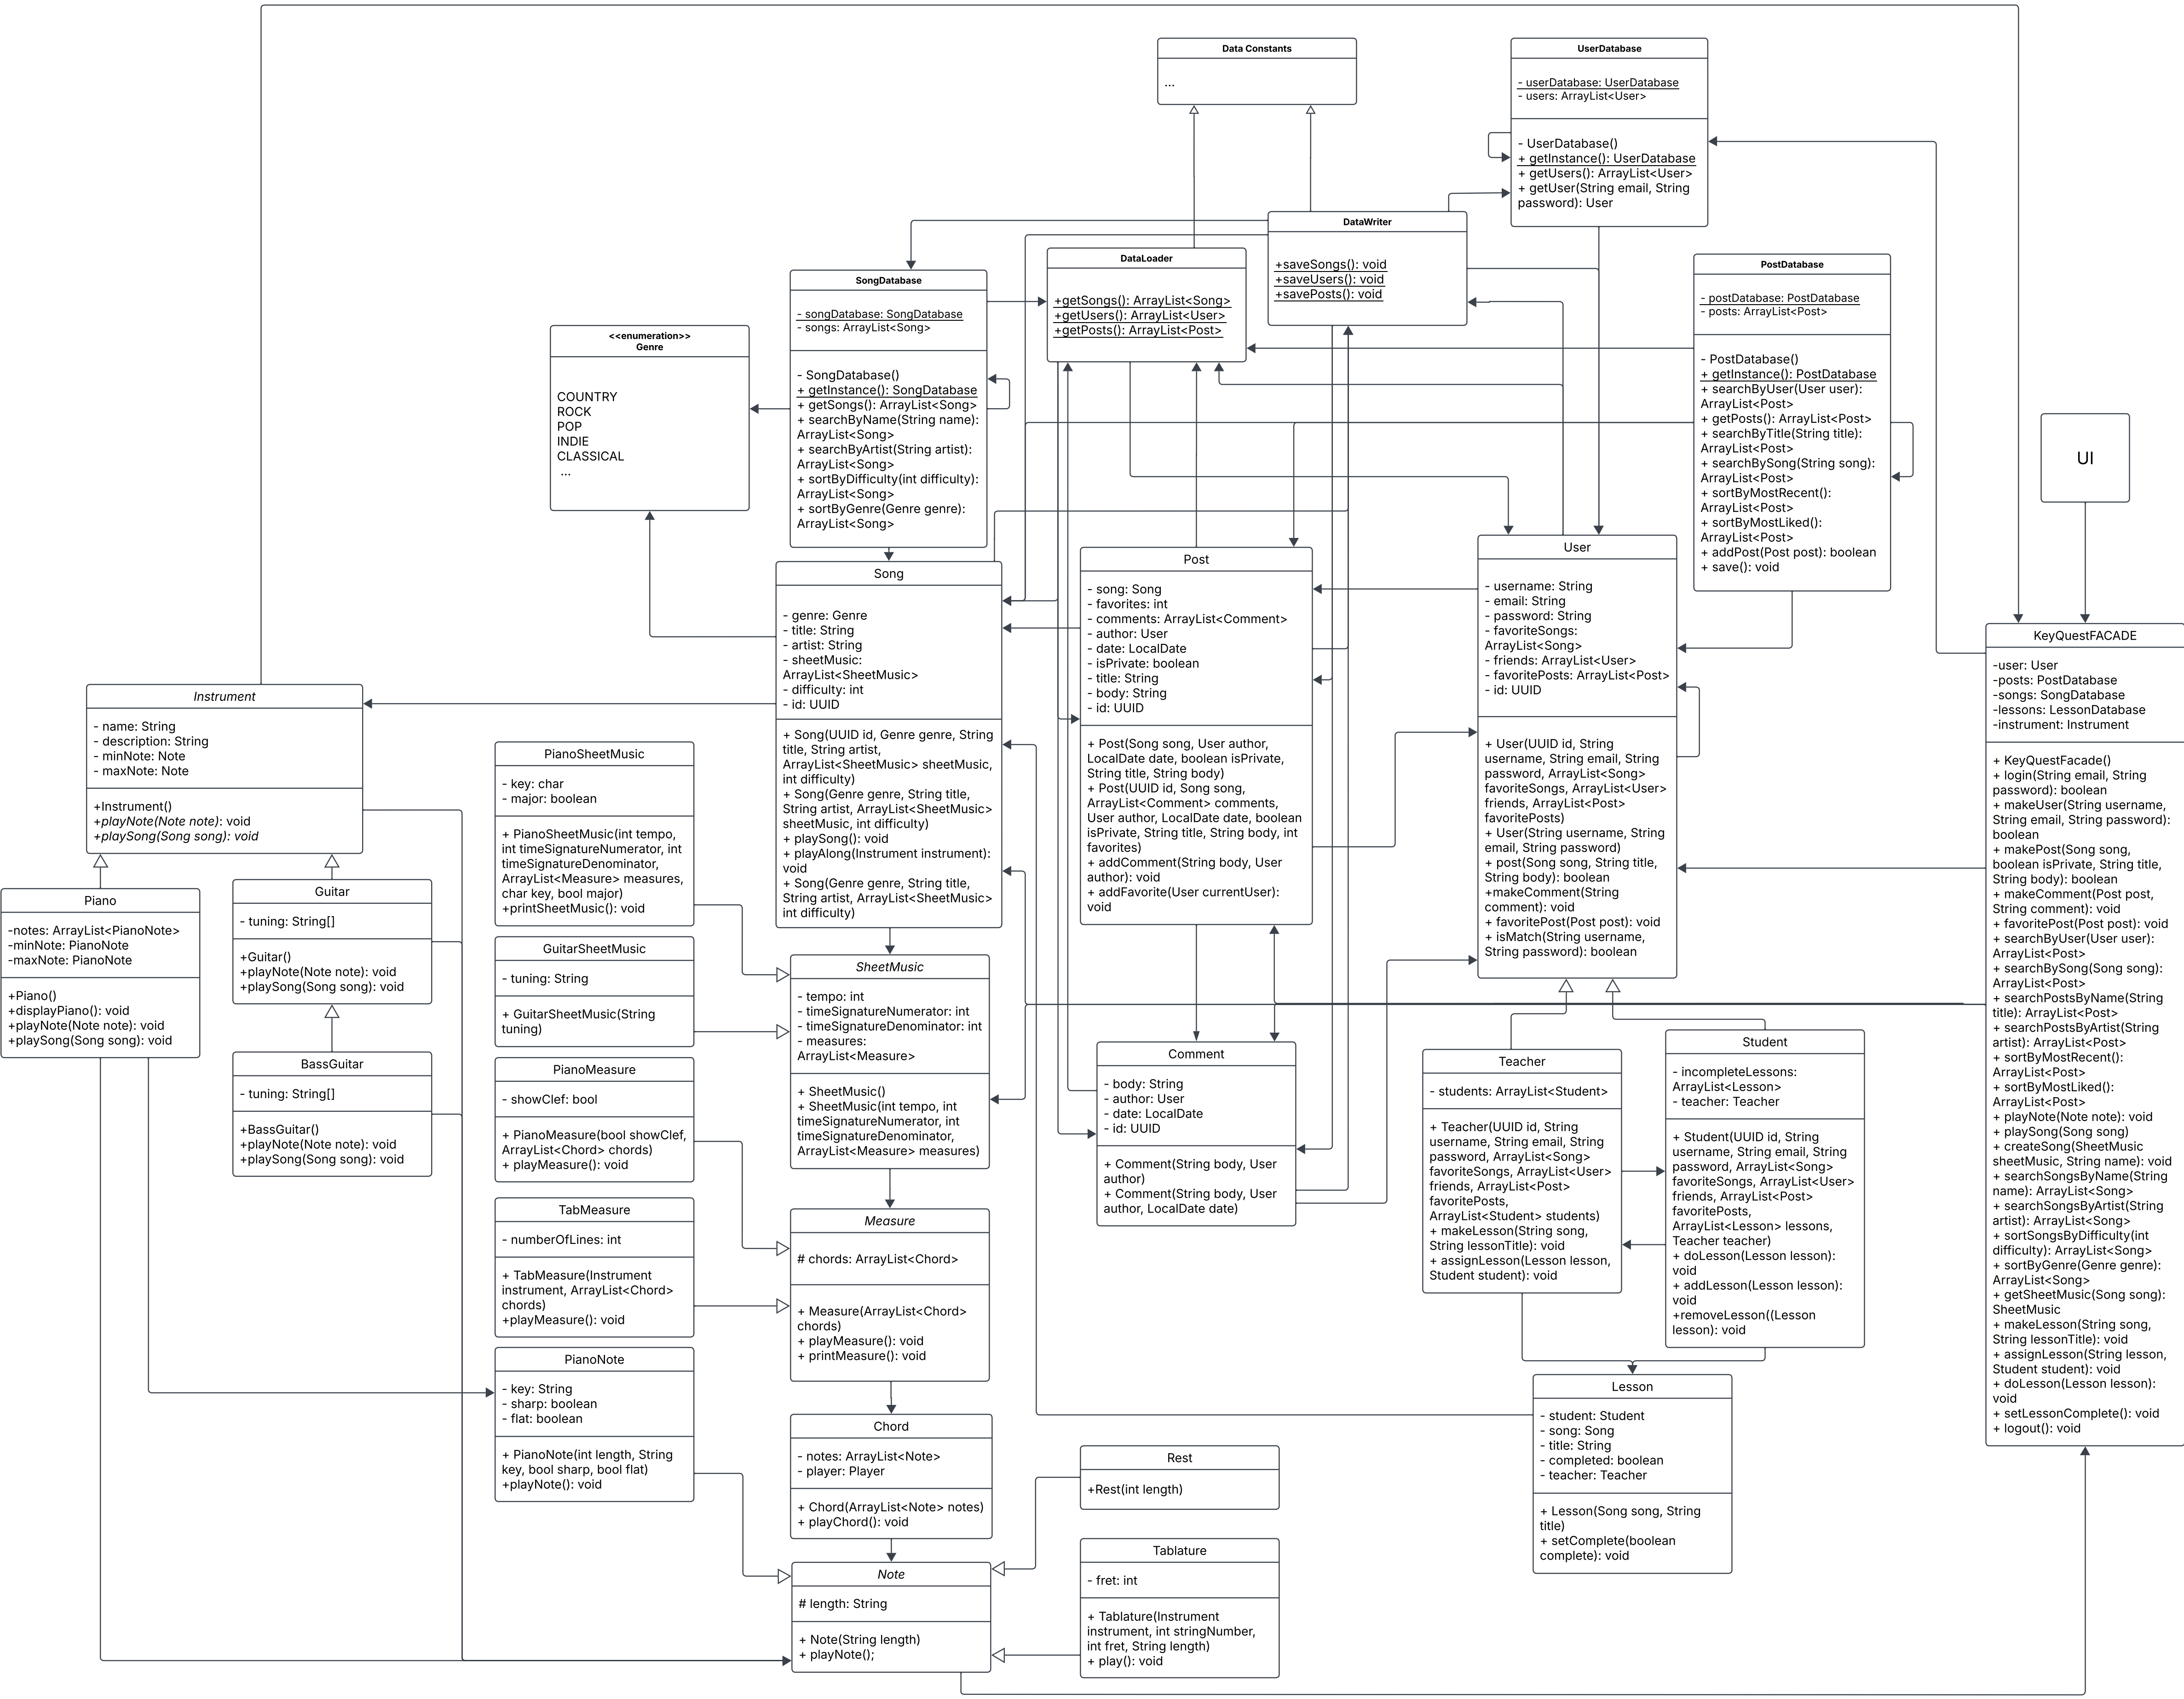 Data Constants
...
UserDatabase
- userDatabase: UserDatabase
- users: ArrayList<User>
- UserDatabase()
+ getInstance(): UserDatabase
+ getUsers(): ArrayList<User>
+ getUser(String email, String
password): User
DataWriter
+saveSongs(): void
+saveUsers(): void
+savePosts(): void
DataLoader
+getSongs(): ArrayList<Song>
+getUsers(): ArrayList<User>
+getPosts(): ArrayList<Post>
PostDatabase
- postDatabase: PostDatabase
- posts: ArrayList<Post>
- PostDatabase()
+ getInstance(): PostDatabase
+ searchByUser(User user):
ArrayList<Post>
+ getPosts(): ArrayList<Post>
+ searchByTitle(String title):
ArrayList<Post>
+ searchBySong(String song):
ArrayList<Post>
+ sortByMostRecent():
ArrayList<Post>
+ sortByMostLiked():
ArrayList<Post>
+ addPost(Post post): boolean
+ save(): void
SongDatabase
- songDatabase: SongDatabase
- songs: ArrayList<Song>
- SongDatabase()
+ getInstance(): SongDatabase
+ getSongs(): ArrayList<Song>
+ searchByName(String name):
ArrayList<Song>
+ searchByArtist(String artist):
ArrayList<Song>
+ sortByDifficulty(int difficulty):
ArrayList<Song>
+ sortByGenre(Genre genre):
ArrayList<Song>
<<enumeration>>
Genre
COUNTRY
ROCK
POP
INDIE
CLASSICAL
...
UI
Song
- genre: Genre
- title: String
- artist: String
- sheetMusic:
ArrayList<SheetMusic>
- difficulty: int
- id: UUID
+ Song(UUID id, Genre genre, String
title, String artist,
ArrayList<SheetMusic> sheetMusic,
int difficulty)
+ Song(Genre genre, String title,
String artist, ArrayList<SheetMusic>
sheetMusic, int difficulty)
+ playSong(): void
+ playAlong(Instrument instrument):
void
+ Song(Genre genre, String title,
String artist, ArrayList<SheetMusic>
int difficulty)
Post
- song: Song
- favorites: int
- comments: ArrayList<Comment>
- author: User
- date: LocalDate
- isPrivate: boolean
- title: String
- body: String
- id: UUID
+ Post(Song song, User author,
LocalDate date, boolean isPrivate,
String title, String body)
+ Post(UUID id, Song song,
ArrayList<Comment> comments,
User author, LocalDate date, boolean
isPrivate, String title, String body, int
favorites)
+ addComment(String body, User
author): void
+ addFavorite(User currentUser):
void
User
- username: String
- email: String
- password: String
- favoriteSongs:
ArrayList<Song>
- friends: ArrayList<User>
- favoritePosts: ArrayList<Post>
- id: UUID
+ User(UUID id, String
username, String email, String
password, ArrayList<Song>
favoriteSongs, ArrayList<User>
friends, ArrayList<Post>
favoritePosts)
+ User(String username, String
email, String password)
+ post(Song song, String title,
String body): boolean
+makeComment(String
comment): void
+ favoritePost(Post post): void
+ isMatch(String username,
String password): boolean
KeyQuestFACADE
-user: User
-posts: PostDatabase
-songs: SongDatabase
-lessons: LessonDatabase
-instrument: Instrument
+ KeyQuestFacade()
+ login(String email, String
password): boolean
+ makeUser(String username,
String email, String password):
boolean
+ makePost(Song song,
boolean isPrivate, String title,
String body): boolean
+ makeComment(Post post,
String comment): void
+ favoritePost(Post post): void
+ searchByUser(User user):
ArrayList<Post>
+ searchBySong(Song song):
ArrayList<Post>
+ searchPostsByName(String
title): ArrayList<Post>
+ searchPostsByArtist(String
artist): ArrayList<Post>
+ sortByMostRecent():
ArrayList<Post>
+ sortByMostLiked():
ArrayList<Post>
+ playNote(Note note): void
+ playSong(Song song)
+ createSong(SheetMusic
sheetMusic, String name): void
+ searchSongsByName(String
name): ArrayList<Song>
+ searchSongsByArtist(String
artist): ArrayList<Song>
+ sortSongsByDifficulty(int
difficulty): ArrayList<Song>
+ sortByGenre(Genre genre):
ArrayList<Song>
+ getSheetMusic(Song song):
SheetMusic
+ makeLesson(String song,
String lessonTitle): void
+ assignLesson(String lesson,
Student student): void
+ doLesson(Lesson lesson):
void
+ setLessonComplete(): void
+ logout(): void
Instrument
- name: String
- description: String
- minNote: Note
- maxNote: Note
+Instrument()
+playNote(Note note): void
+playSong(Song song): void
Piano
-notes: ArrayList<PianoNote>
-minNote: PianoNote
-maxNote: PianoNote
+Piano()
+displayPiano(): void
+playNote(Note note): void
+playSong(Song song): void
Guitar
- tuning: String[]
+Guitar()
+playNote(Note note): void
+playSong(Song song): void
BassGuitar
- tuning: String[]
+BassGuitar()
+playNote(Note note): void
+playSong(Song song): void
PianoSheetMusic
- key: char
- major: boolean
+ PianoSheetMusic(int tempo,
int timeSignatureNumerator, int
timeSignatureDenominator,
ArrayList<Measure> measures,
char key, bool major)
+printSheetMusic(): void
GuitarSheetMusic
- tuning: String
+ GuitarSheetMusic(String
tuning)
PianoMeasure
- showClef: bool
+ PianoMeasure(bool showClef,
ArrayList<Chord> chords)
+ playMeasure(): void
TabMeasure
- numberOfLines: int
+ TabMeasure(Instrument
instrument, ArrayList<Chord>
chords)
+playMeasure(): void
PianoNote
- key: String
- sharp: boolean
- flat: boolean
+ PianoNote(int length, String
key, bool sharp, bool flat)
+playNote(): void
SheetMusic
- tempo: int
- timeSignatureNumerator: int
- timeSignatureDenominator: int
- measures:
ArrayList<Measure>
+ SheetMusic()
+ SheetMusic(int tempo, int
timeSignatureNumerator, int
timeSignatureDenominator,
ArrayList<Measure> measures)
Measure
# chords: ArrayList<Chord>
+ Measure(ArrayList<Chord>
chords)
+ playMeasure(): void
+ printMeasure(): void
Chord
- notes: ArrayList<Note>
- player: Player
+ Chord(ArrayList<Note> notes)
+ playChord(): void
Note
# length: String
+ Note(String length)
+ playNote();
Comment
- body: String
- author: User
- date: LocalDate
- id: UUID
+ Comment(String body, User
author)
+ Comment(String body, User
author, LocalDate date)
Rest
+Rest(int length)
Tablature
- fret: int
+ Tablature(Instrument
instrument, int stringNumber,
int fret, String length)
+ play(): void
Teacher
- students: ArrayList<Student>
+ Teacher(UUID id, String
username, String email, String
password, ArrayList<Song>
favoriteSongs, ArrayList<User>
friends, ArrayList<Post>
favoritePosts,
ArrayList<Student> students)
+ makeLesson(String song,
String lessonTitle): void
+ assignLesson(Lesson lesson,
Student student): void
Student
- incompleteLessons:
ArrayList<Lesson>
- teacher: Teacher
+ Student(UUID id, String
username, String email, String
password, ArrayList<Song>
favoriteSongs, ArrayList<User>
friends, ArrayList<Post>
favoritePosts,
ArrayList<Lesson> lessons,
Teacher teacher)
+ doLesson(Lesson lesson):
void
+ addLesson(Lesson lesson):
void
+removeLesson((Lesson
lesson): void
Lesson
- student: Student
- song: Song
- title: String
- completed: boolean
- teacher: Teacher
+ Lesson(Song song, String
title)
+ setComplete(boolean
complete): void